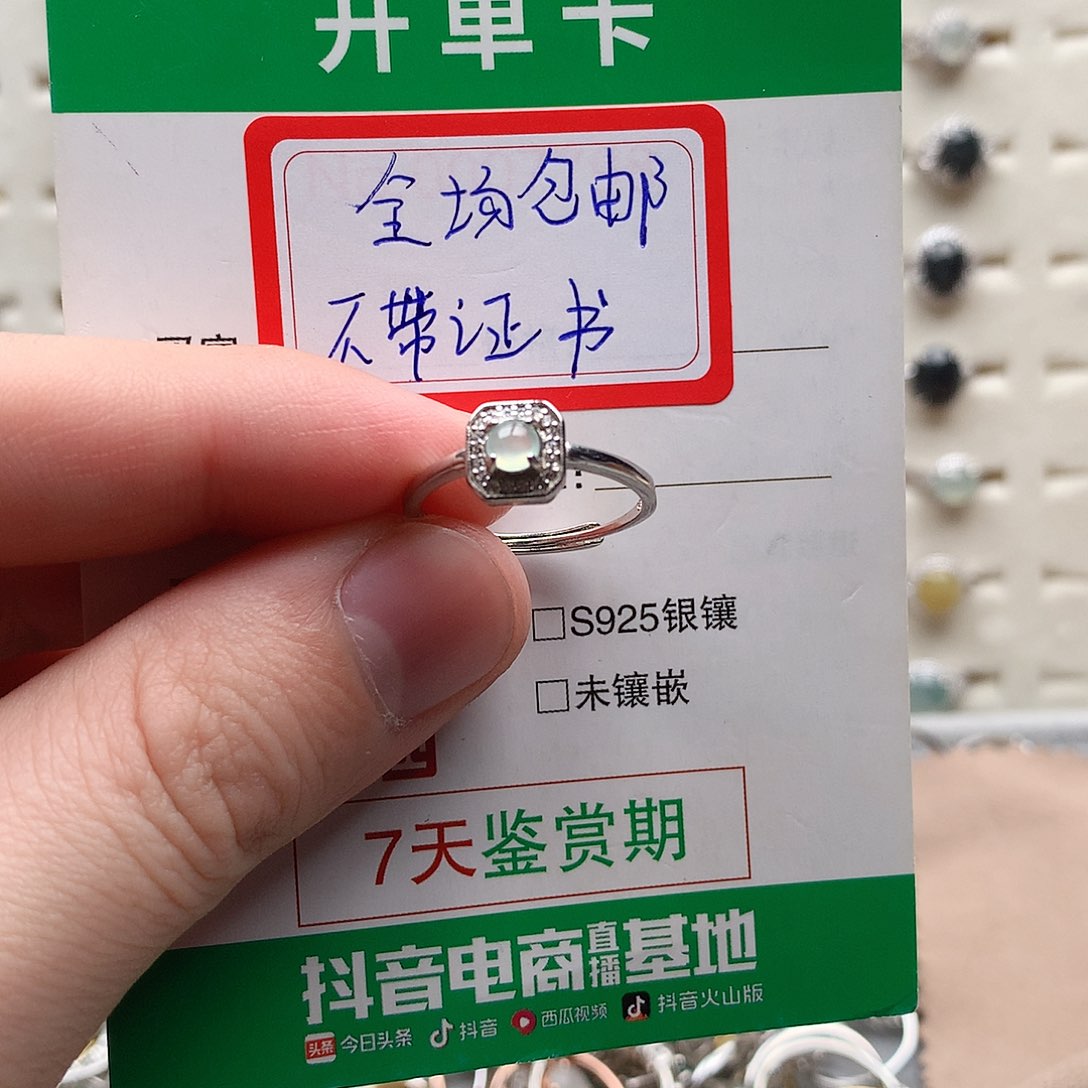 开单卡
全场包邮
不带证书
S925银镶
未镶嵌
7天鉴赏期
抖音电商直播基地
头条 今日头条 抖音 西瓜视频 抖音火山版